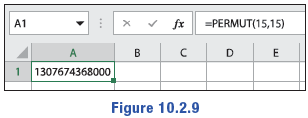 A1 fx =PERMUT(15,15)
A B C D E
1 1307674368000
Figure 10.2.9